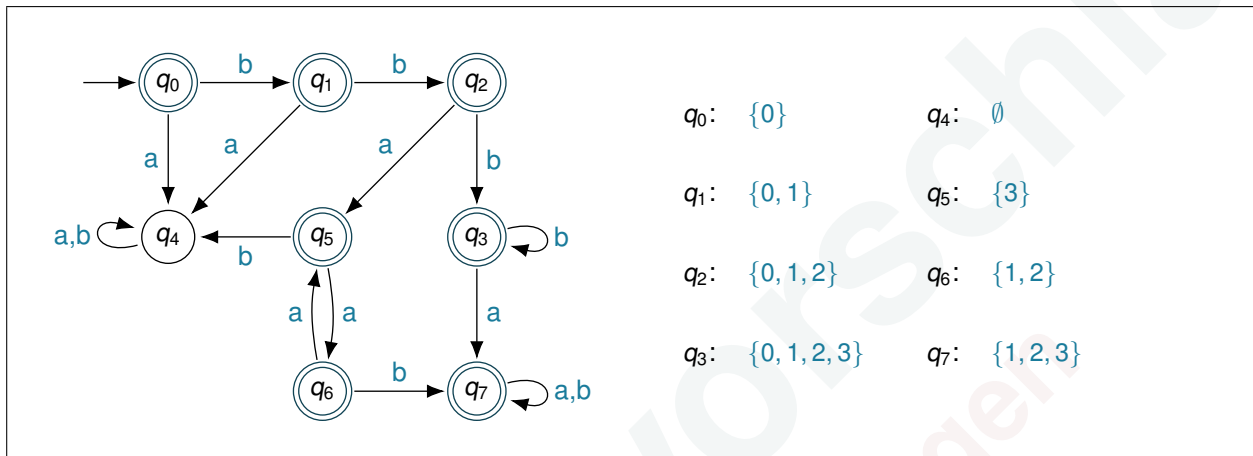 b b
q0 q1 q2
a a b
q0: {0} q4: ∅
q1: {0, 1} q5: {3}
a,b q4 b q5 a q3 b
q2: {0, 1, 2} q6: {1, 2}
a a a
q3: {0, 1, 2, 3} q7: {1, 2, 3}
q6 b q7 a,b